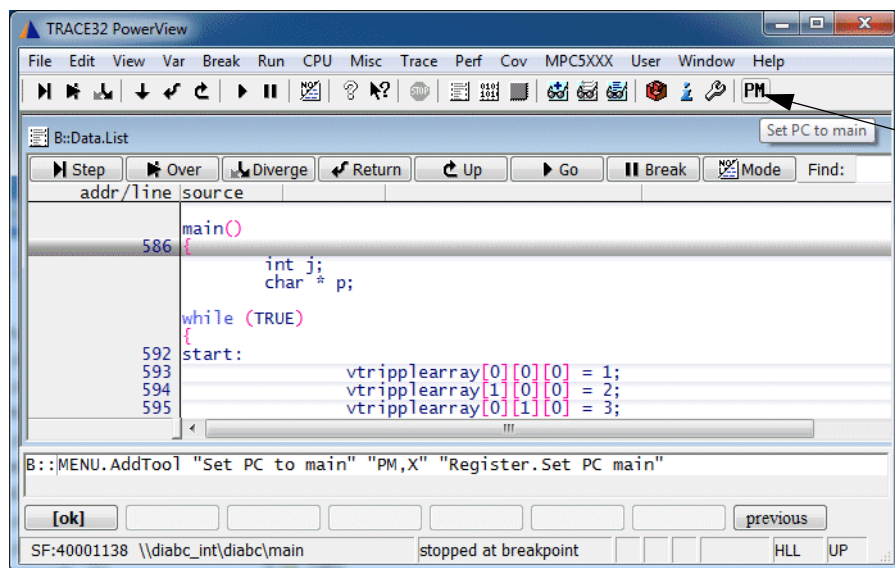 TRACE32 PowerView
File Edit View Var Break Run CPU Misc Trace Perf Cov MPC5XXX User Window Help
NOP STOP 010 101 PM
Set PC to main
B::Data.List
Step Over Diverge Return Up Go Break Mode Find:
addr/line source
main()
586 {
int j;
char * p;
while (TRUE)
{
592 start:
593 vtripplearray[0][0][0] = 1;
594 vtripplearray[1][0][0] = 2;
595 vtripplearray[0][1][0] = 3;
B::MENU.AddTool "Set PC to main" "PM,X" "Register.Set PC main"
[ok] previous
SF:40001138 \\diabc_int\diabc\main stopped at breakpoint HLL UP